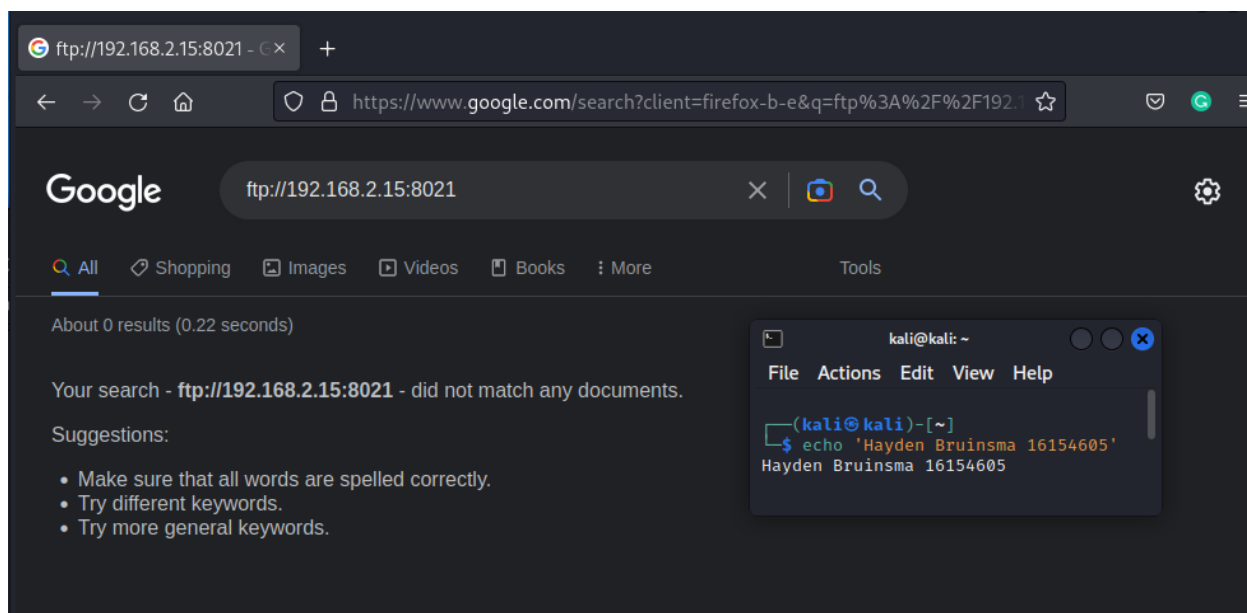 ftp://192.168.2.15:8021 - G
https://www.google.com/search?client=firefox-b-e&q=ftp%3A%2F%2F192.1
Google
ftp://192.168.2.15:8021
All Shopping Images Videos Books More Tools
About 0 results (0.22 seconds)
Your search - ftp://192.168.2.15:8021 - did not match any documents.
Suggestions:
• Make sure that all words are spelled correctly.
• Try different keywords.
• Try more general keywords.
kali@kali: ~
File Actions Edit View Help
┌──(kali㉿kali)-[~]
└─$ echo 'Hayden Bruinsma 16154605'
Hayden Bruinsma 16154605